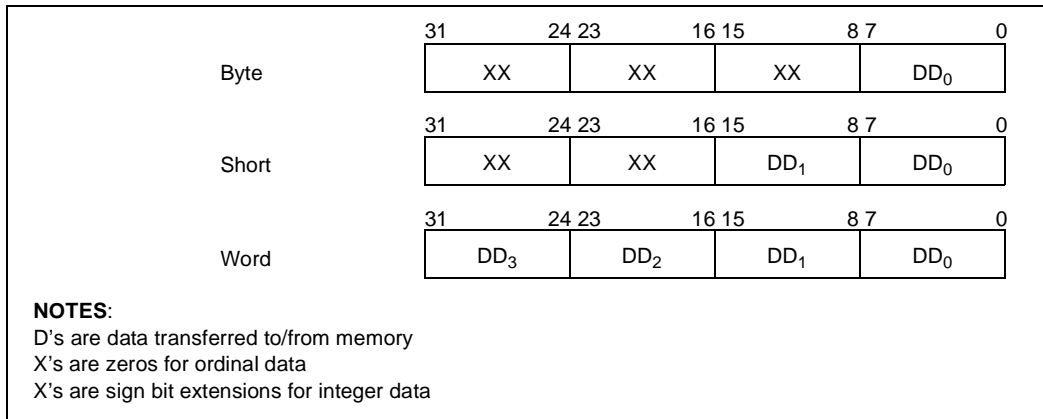 31 24 23 16 15 8 7 0
Byte XX XX XX DD₀
31 24 23 16 15 8 7 0
Short XX XX DD₁ DD₀
31 24 23 16 15 8 7 0
Word DD₃ DD₂ DD₁ DD₀
NOTES:
D's are data transferred to/from memory
X's are zeros for ordinal data
X's are sign bit extensions for integer data